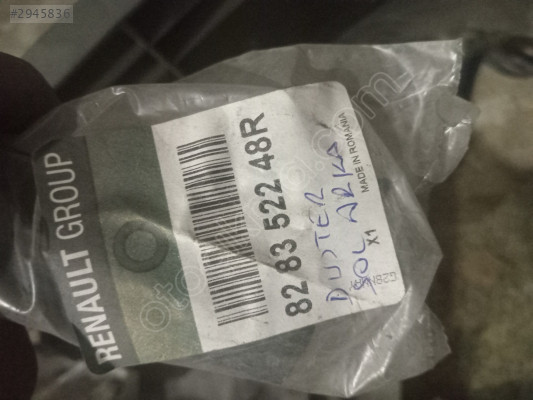 #2945836
RENAULT GROUP
82 83 522 48R
DUSTER
SOL ARKA
X1
MADE IN ROMANIA